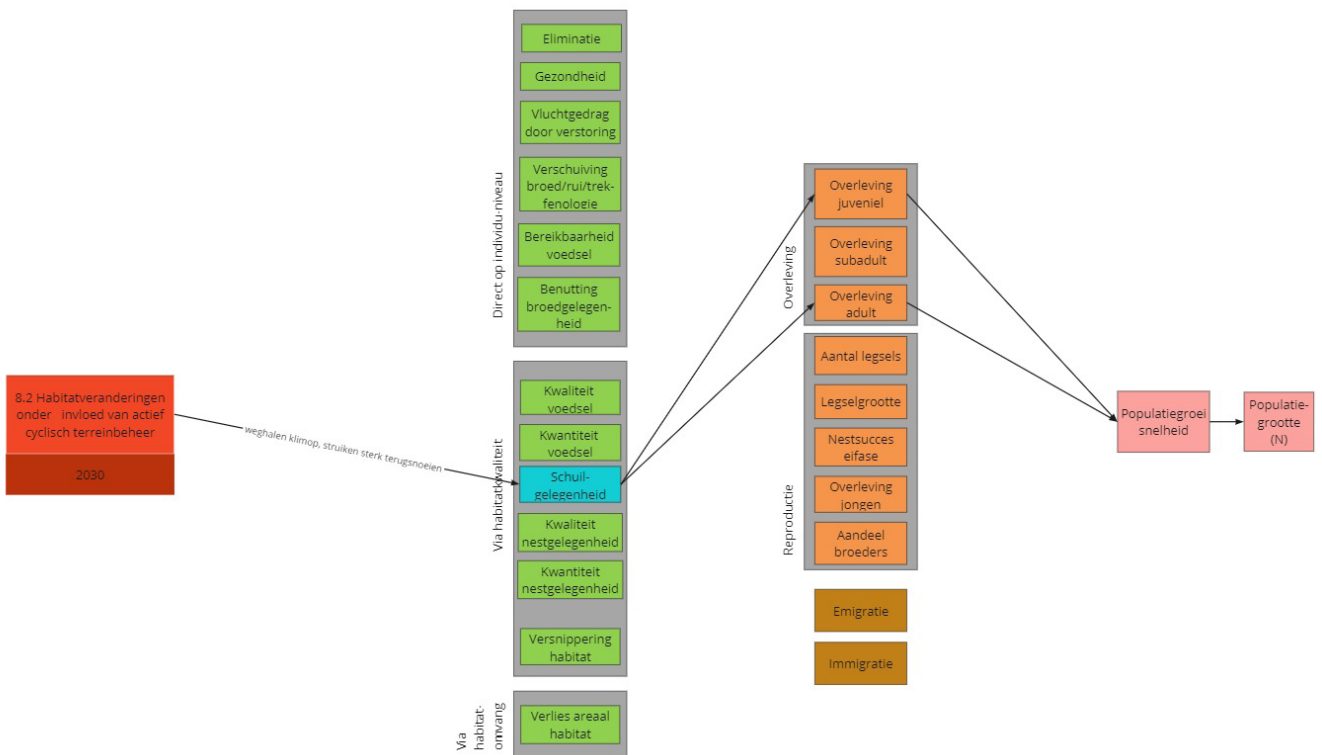 Eliminatie
Gezondheid
Vluchtgedrag
door verstoring
Verschuiving
broed/rui/trek-
fenologie
Bereikbaarheid
voedsel
Benutting
broedgelegen-
heid
Direct op individu-niveau
8.2 Habitatveranderingen
onder invloed van actief
cyclisch terreinbeheer
2030
weghalen klimop, struiken sterk terugsnoeien
Kwaliteit
voedsel
Kwantiteit
voedsel
Schuil-
gelegenheid
Kwaliteit
nestgelegenheid
Kwantiteit
nestgelegenheid
Versnippering
habitat
Via habitatkwaliteit
Verlies areaal
habitat
Via
habitat-
omvang
Overleving
juveniel
Overleving
subadult
Overleving
adult
Overleving
Aantal legsels
Legselgrootte
Nestsucces
eifase
Overleving
jongen
Aandeel
broeders
Reproductie
Emigratie
Immigratie
Populatiegroei
snelheid
Populatie-
grootte
(N)